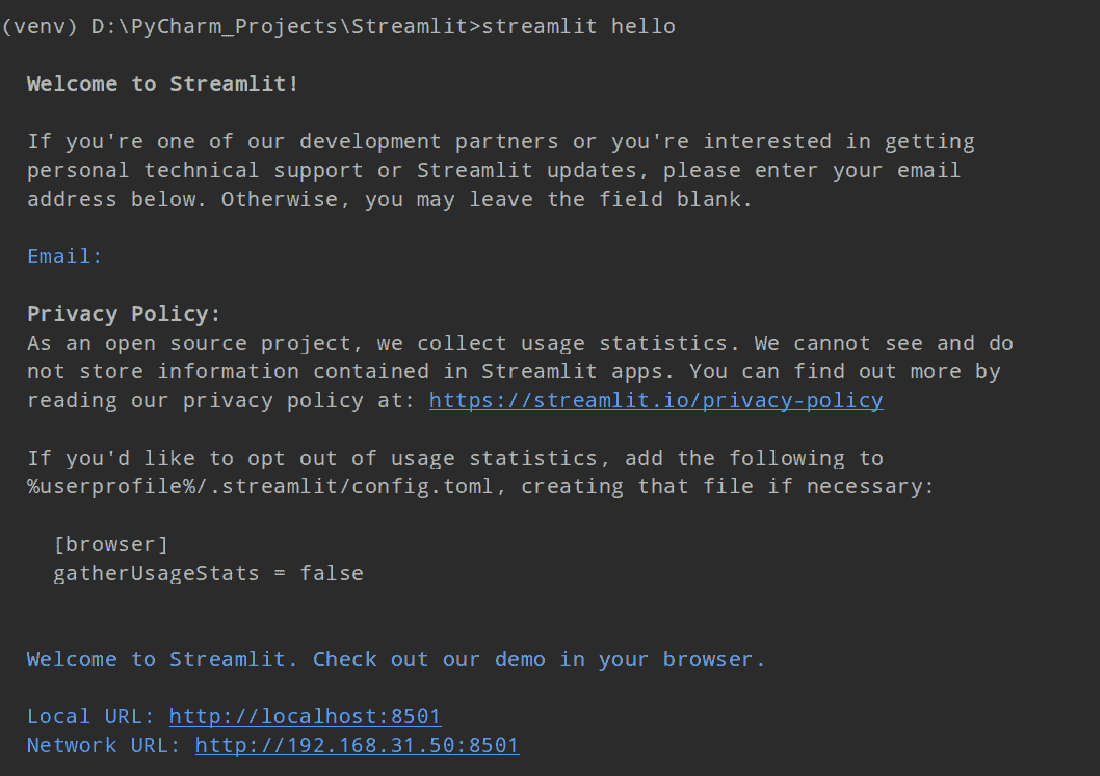 (venv) D:\PyCharm_Projects\Streamlit>streamlit hello
Welcome to Streamlit!
If you're one of our development partners or you're interested in getting
personal technical support or Streamlit updates, please enter your email
address below. Otherwise, you may leave the field blank.
Email:
Privacy Policy:
As an open source project, we collect usage statistics. We cannot see and do
not store information contained in Streamlit apps. You can find out more by
reading our privacy policy at: https://streamlit.io/privacy-policy
If you'd like to opt out of usage statistics, add the following to
%userprofile%/.streamlit/config.toml, creating that file if necessary:
[browser]
gatherUsageStats = false
Welcome to Streamlit. Check out our demo in your browser.
Local URL: http://localhost:8501
Network URL: http://192.168.31.50:8501